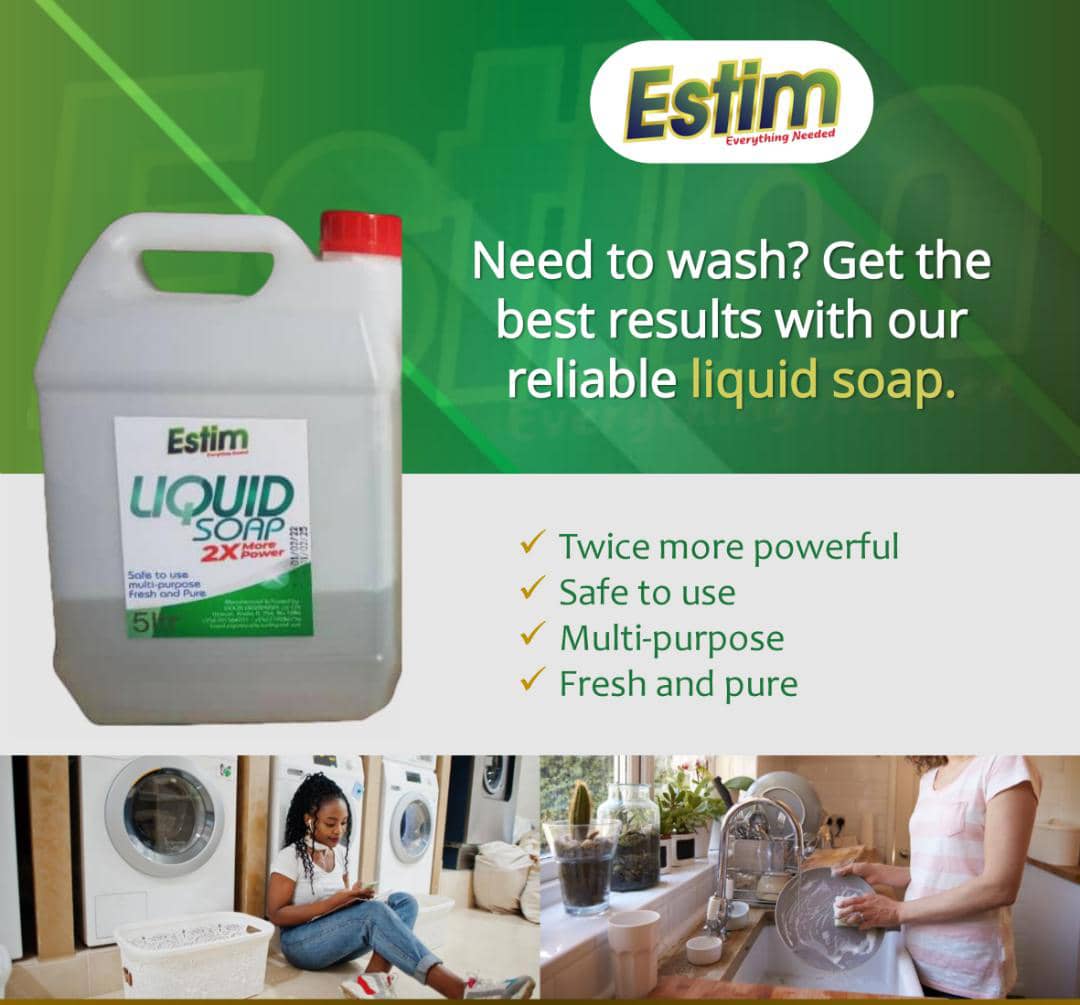 Estim
Everything Needed
Need to wash? Get the
best results with our
reliable liquid soap.
Estim
LIQUID
SOAP
2X More
Power
Safe to use
multi-purpose
Fresh and Pure
✓ Twice more powerful
✓ Safe to use
✓ Multi-purpose
✓ Fresh and pure